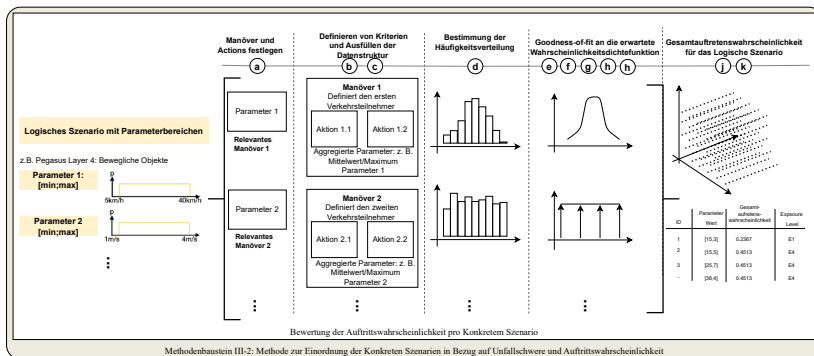 Manöver und
Actions festlegen
a
Definieren von Kriterien
und Ausfüllen der
Datenstruktur
b c
Bestimmung der
Häufigkeitsverteilung
d
Goodness-of-fit an die erwartete
Wahrscheinlichkeitsdichtefunktion
e f g h h
Gesamtauftretenswahrscheinlichkeit
für das Logische Szenario
j k
Logisches Szenario mit Parameterbereichen
z.B. Pegasus Layer 4: Bewegliche Objekte
Parameter 1:
[min;max]
p
5km/h 40km/h
Parameter 2
[min;max]
p
1m/s 4m/s
Parameter 1
Relevantes
Manöver 1
Parameter 2
Relevantes
Manöver 2
Manöver 1
Definiert den ersten
Verkehrsteilnehmer
Aktion 1.1 Aktion 1.2
Aggregierte Parameter: z. B.
Mittelwert/Maximum
Parameter 1
Manöver 2
Definiert den zweiten
Verkehrsteilnehmer
Aktion 2.1 Aktion 2.2
Aggregierte Parameter: z. B.
Mittelwert/Maximum
Parameter 2
ID Parameter Wert Gesamt-aufretens-wahrscheinlichkeit Expsoure Level
1 [15,3] 0.2367 E1
2 [15,5] 0.4513 E4
3 [25,7] 0.4513 E4
... [38,4] 0.4513 E4
Bewertung der Auftrittswahrscheinlichkeit pro Konkretem Szenario
Methodenbaustein III-2: Methode zur Einordnung der Konkreten Szenarien in Bezug auf Unfallschwere und Auftrittswahrscheinlichkeit